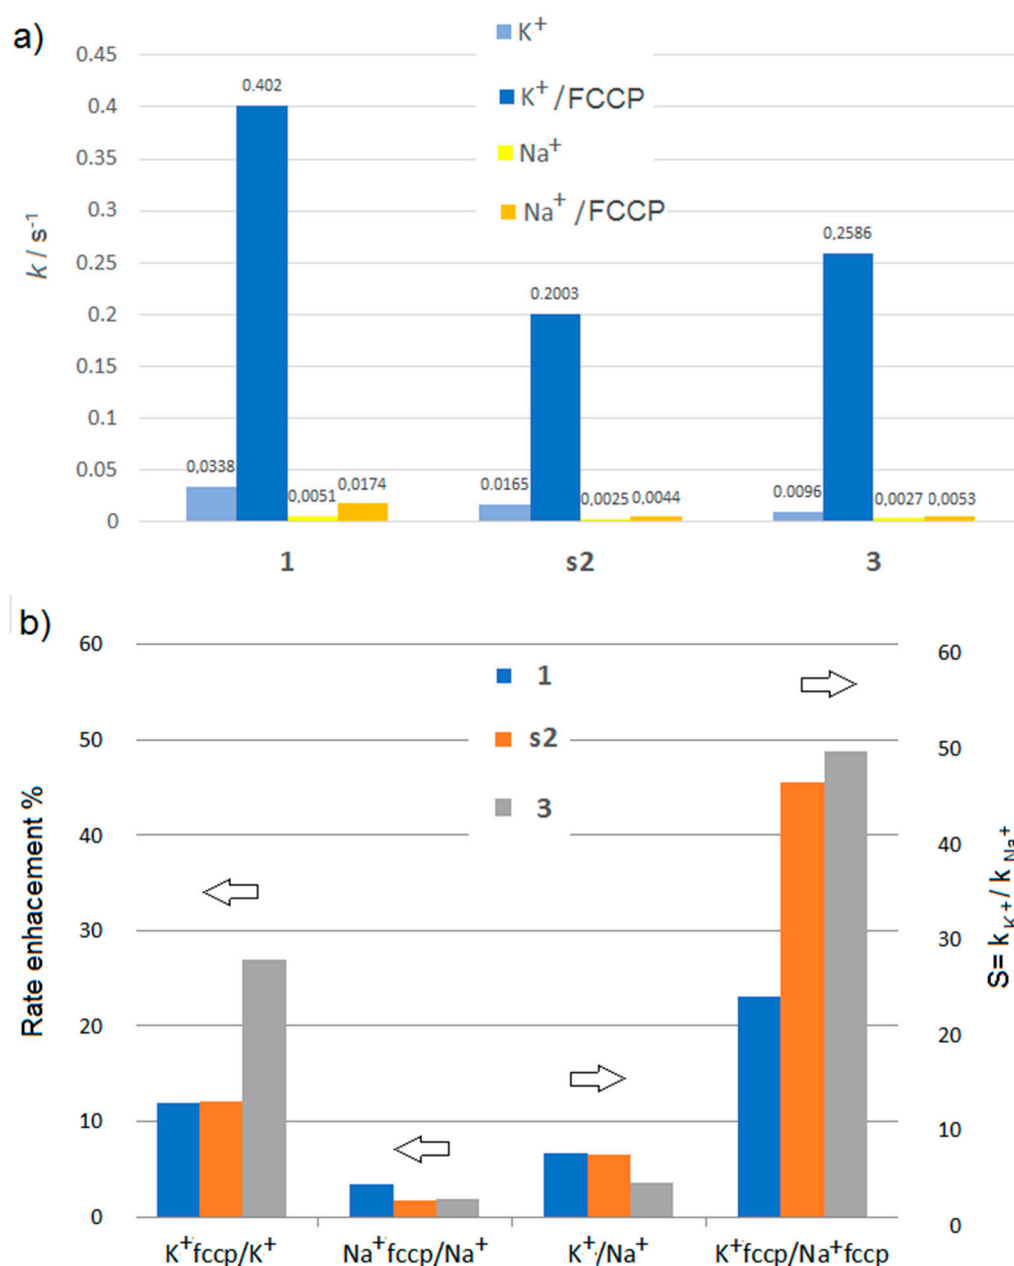 a)
K⁺
K⁺ /FCCP
Na⁺
Na⁺ /FCCP
k / s⁻¹
0.45
0.4
0.35
0.3
0.25
0.2
0.15
0.1
0.05
0
0,0338
0.402
0,0051
0,0174
0.0165
0.2003
0,0025
0,0044
0.0096
0,2586
0,0027
0,0053
1
s2
3
b)
1
s2
3
Rate enhacement %
60
50
40
30
20
10
0
60
50
40
30
20
10
0
S= k K⁺/ k Na⁺
K⁺fccp/K⁺
Na⁺fccp/Na⁺
K⁺/Na⁺
K⁺fccp/Na⁺fccp